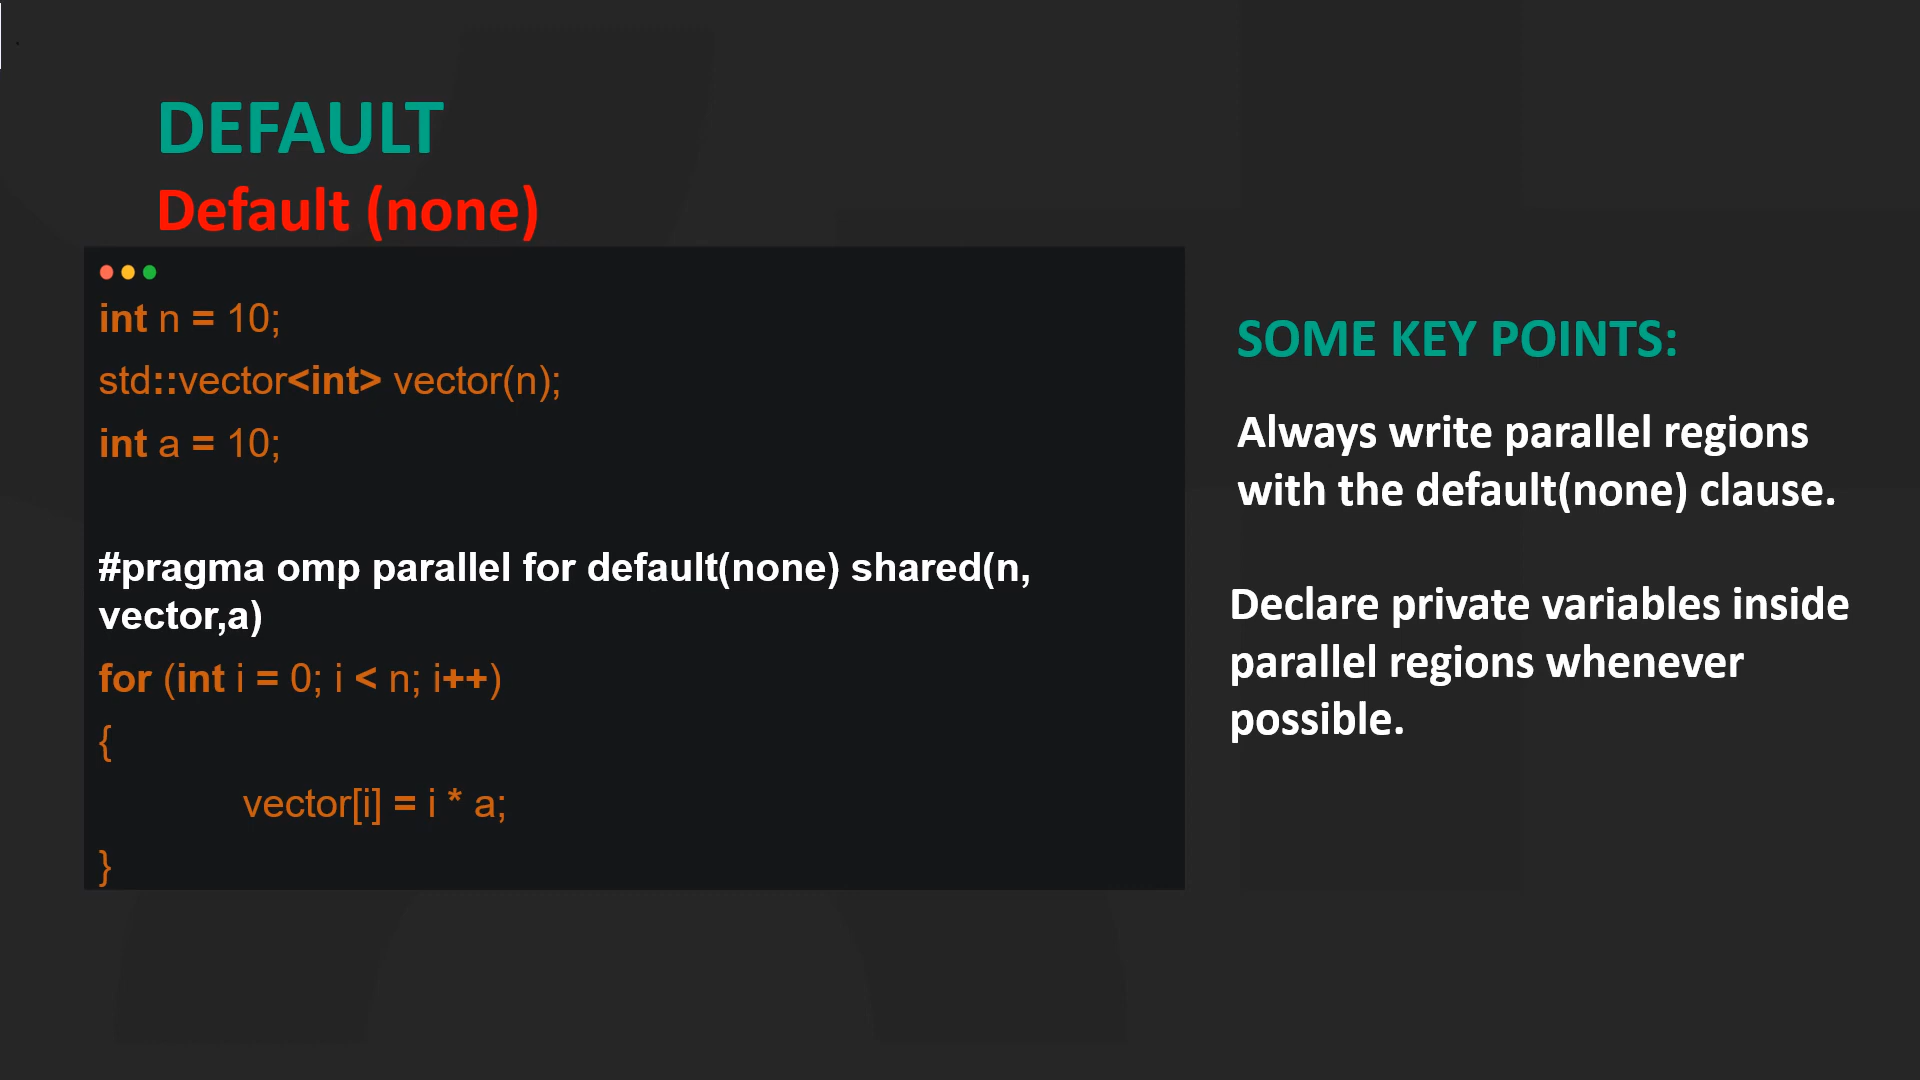 DEFAULT
Default (none)
int n = 10;
std::vector<int> vector(n);
int a = 10;
#pragma omp parallel for default(none) shared(n,
vector,a)
for (int i = 0; i < n; i++)
{
vector[i] = i * a;
}
SOME KEY POINTS:
Always write parallel regions
with the default(none) clause.
Declare private variables inside
parallel regions whenever
possible.